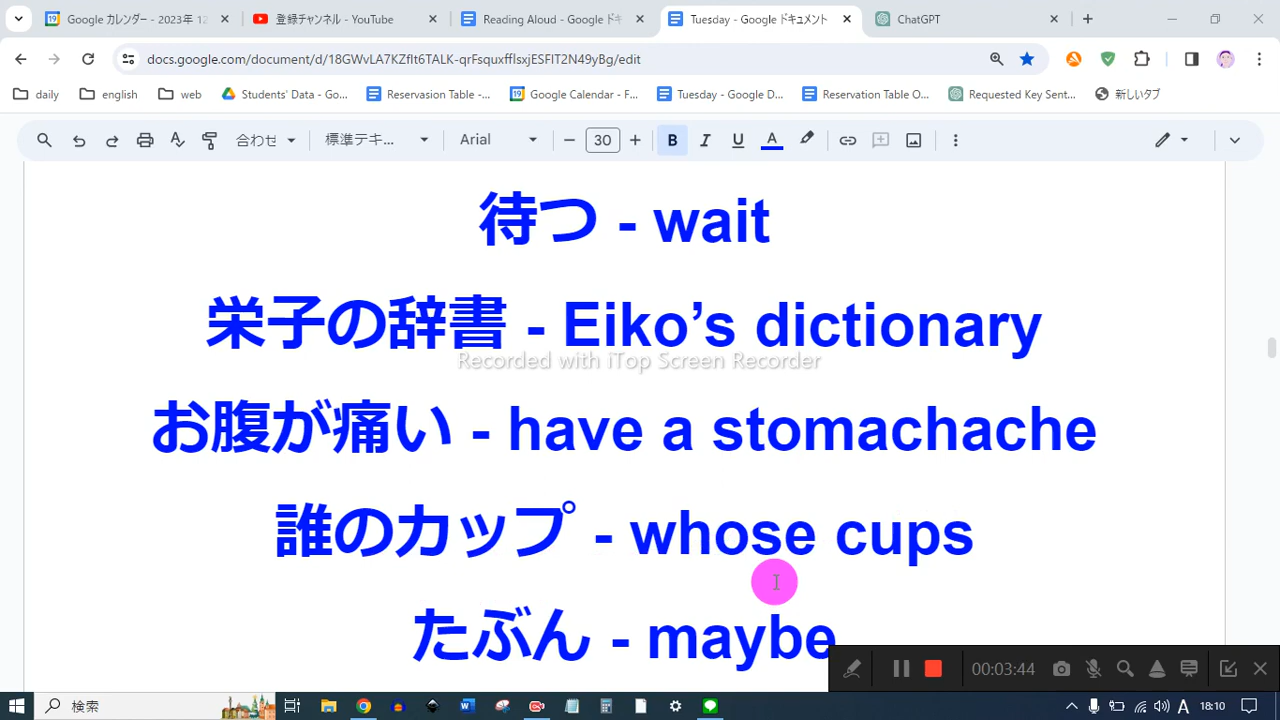 Google カレンダー - 2023年 12
登録チャンネル - YouTube
Reading Aloud - Google ドキ
Tuesday - Google ドキュメント
ChatGPT
docs.google.com/document/d/
daily
english
web
Students' Data - Go...
Reservasion Table -...
Google Calendar - F...
Tuesday - Google D...
Reservation Table O...
Requested Key Sent...
新しいタブ
合わせ
標準テキ...
Arial
30
B I U A
待つ - wait
栄子の辞書 - Eiko’s dictionary
Recorded with iTop Screen Recorder
お腹が痛い - have a stomachache
誰のカップ - whose cups
たぶん - maybe
00:03:44
検索
A
18:10